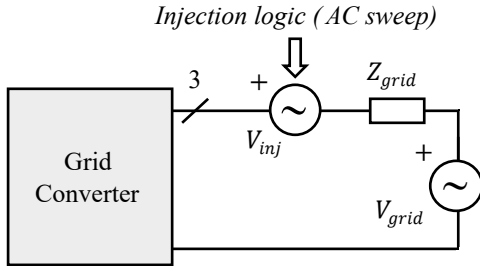 Injection logic (AC sweep)
3
+
Z_grid
V_inj
+
Grid
Converter
V_grid